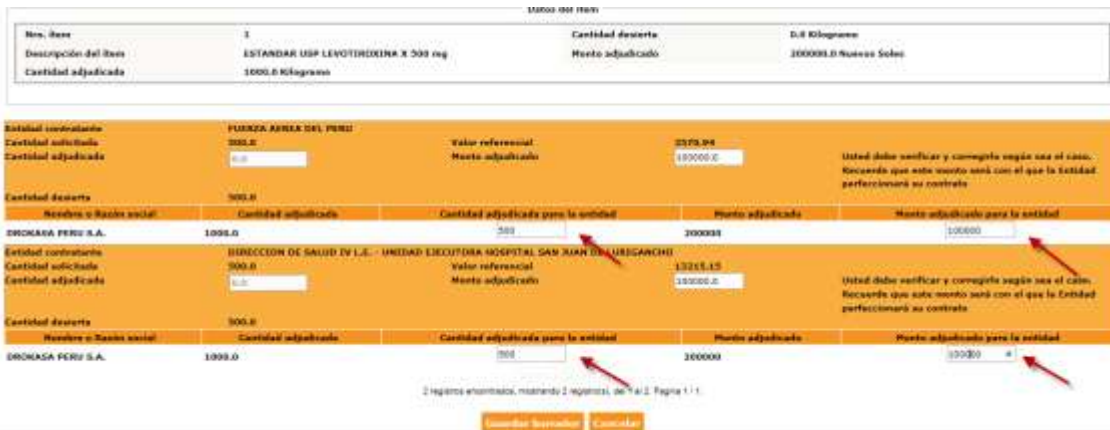 Datos del Item
Nro. ítem 1 Cantidad desierta 0.0 Kilogramo
Descripción del ítem ESTANDAR USP LEVOTIROXINA X 500 mg Monto adjudicado 200000.0 Nuevos Soles
Cantidad adjudicada 1000.0 Kilogramo
Entidad contratante FUERZA AEREA DEL PERU
Cantidad solicitada 500.0 Valor referencial
Cantidad adjudicada 0.0 Monto adjudicado 100000.0 Usted debe verificar y corregirlo según sea el caso.
Recuerde que este monto será con el que la Entidad
perfeccionará su contrato
Cantidad desierta 500.0
Nombre o Razón social Cantidad adjudicada Cantidad adjudicada para la entidad Monto adjudicado Monto adjudicado para la entidad
DROKASA PERU S.A. 1000.0 500 200000 100000
Entidad contratante DIRECCION DE SALUD IV L.E. - UNIDAD EJECUTORA HOSPITAL SAN JUAN DE LURIGANCHO
Cantidad solicitada 500.0 Valor referencial 13215.15
Cantidad adjudicada 0.0 Monto adjudicado 100000.0 Usted debe verificar y corregirlo según sea el caso.
Recuerde que este monto será con el que la Entidad
perfeccionará su contrato
Cantidad desierta 500.0
Nombre o Razón social Cantidad adjudicada Cantidad adjudicada para la entidad Monto adjudicado Monto adjudicado para la entidad
DROKASA PERU S.A. 1000.0 500 200000 100000
2 registros encontrados, mostrando 2 registro(s), de 1 al 2. Pagina 1 / 1.
Guardar borrador Cancelar